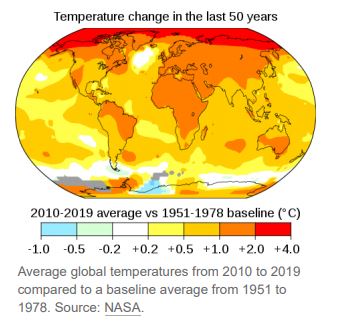 Temperature change in the last 50 years
2010-2019 average vs 1951-1978 baseline (°C)
-1.0 -0.5 -0.2 +0.2 +0.5 +1.0 +2.0 +4.0
Average global temperatures from 2010 to 2019
compared to a baseline average from 1951 to
1978. Source: NASA.